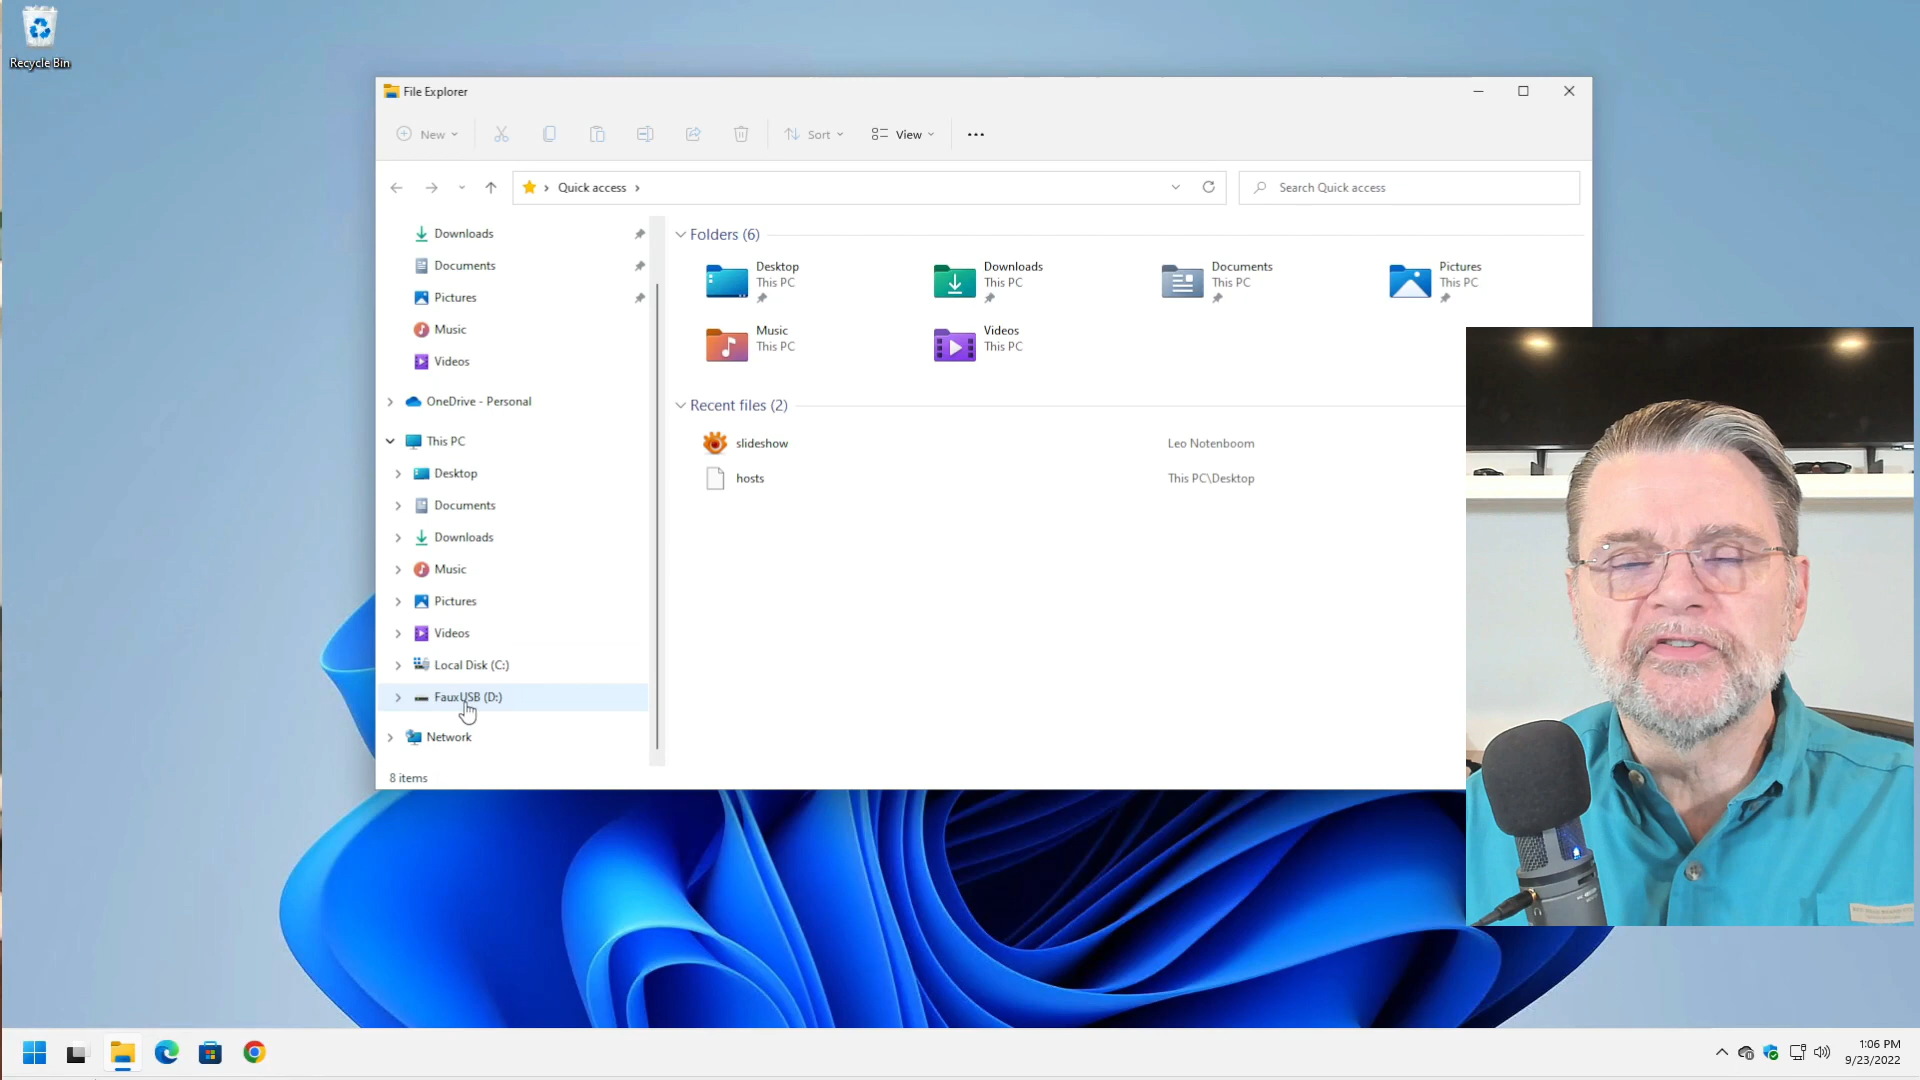 Recycle Bin
File Explorer
New
Sort
View
Quick access
Search Quick access
Downloads
Documents
Pictures
Music
Videos
OneDrive - Personal
This PC
Desktop
Documents
Downloads
Music
Pictures
Videos
Local Disk (C:)
FauxUSB (D:)
Network
8 items
Folders (6)
Desktop
This PC
Downloads
This PC
Documents
This PC
Pictures
This PC
Music
This PC
Videos
This PC
Recent files (2)
slideshow
Leo Notenboom
hosts
This PC\Desktop
1:06 PM
9/23/2022